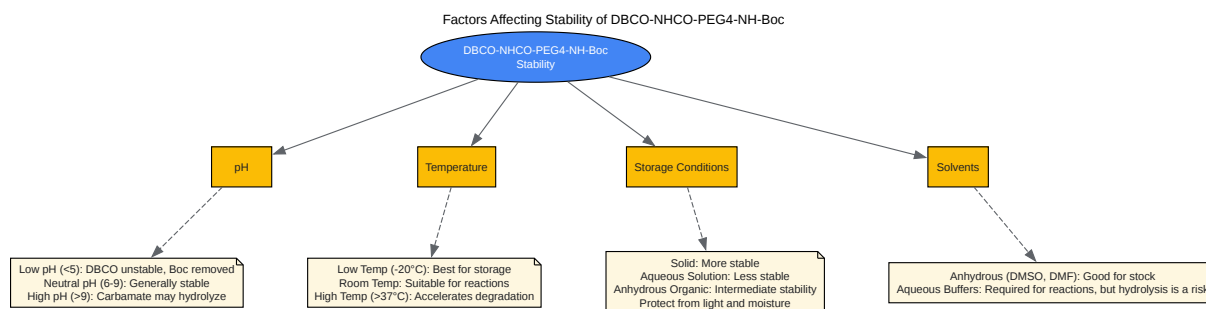 Factors Affecting Stability of DBCO-NHCO-PEG4-NH-Boc
DBCO-NHCO-PEG4-NH-Boc
Stability
pH
Temperature
Storage Conditions
Solvents
Low pH (<5): DBCO unstable, Boc removed
Neutral pH (6-9): Generally stable
High pH (>9): Carbamate may hydrolyze
Low Temp (-20°C): Best for storage
Room Temp: Suitable for reactions
High Temp (>37°C): Accelerates degradation
Solid: More stable
Aqueous Solution: Less stable
Anhydrous Organic: Intermediate stability
Protect from light and moisture
Anhydrous (DMSO, DMF): Good for stock
Aqueous Buffers: Required for reactions, but hydrolysis is a risk